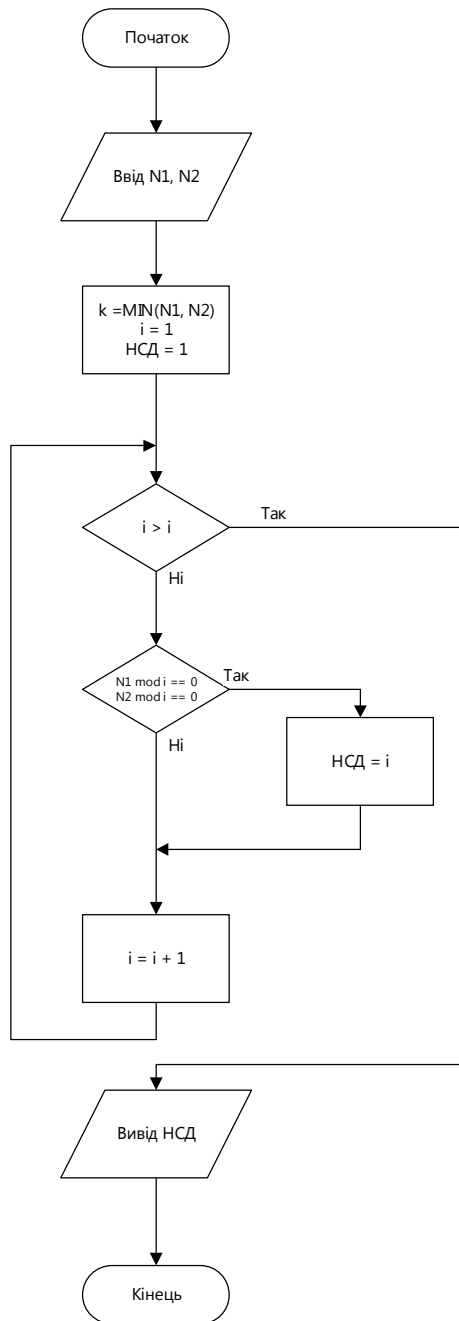 Початок
Ввід N1, N2
k =MIN(N1, N2)
i = 1
НСД = 1
i > i
Так
Ні
N1 mod i == 0
N2 mod i == 0
Так
Ні
НСД = i
i = i + 1
Вивід НСД
Кінець